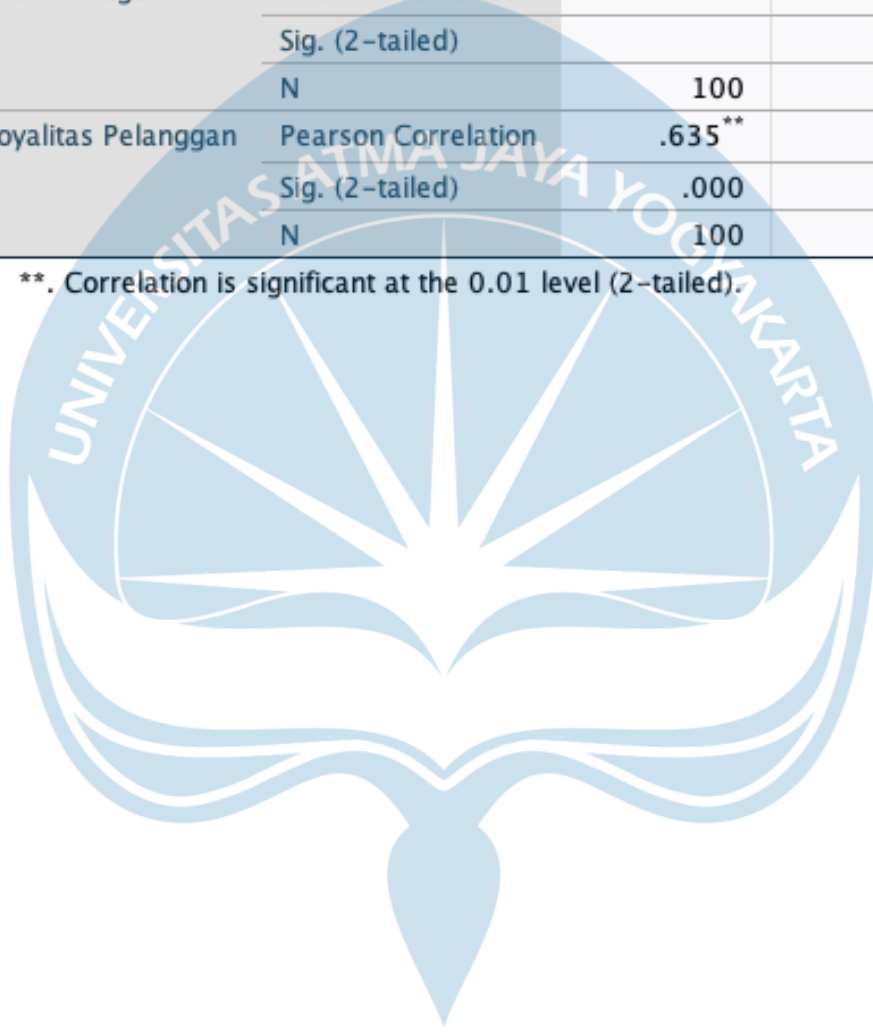 Sig. (2-tailed)
N 100
oyalitas Pelanggan Pearson Correlation .635**
Sig. (2-tailed) .000
N 100
**. Correlation is significant at the 0.01 level (2-tailed).
UNIVERSITAS ATMA JAYA YOGYAKARTA